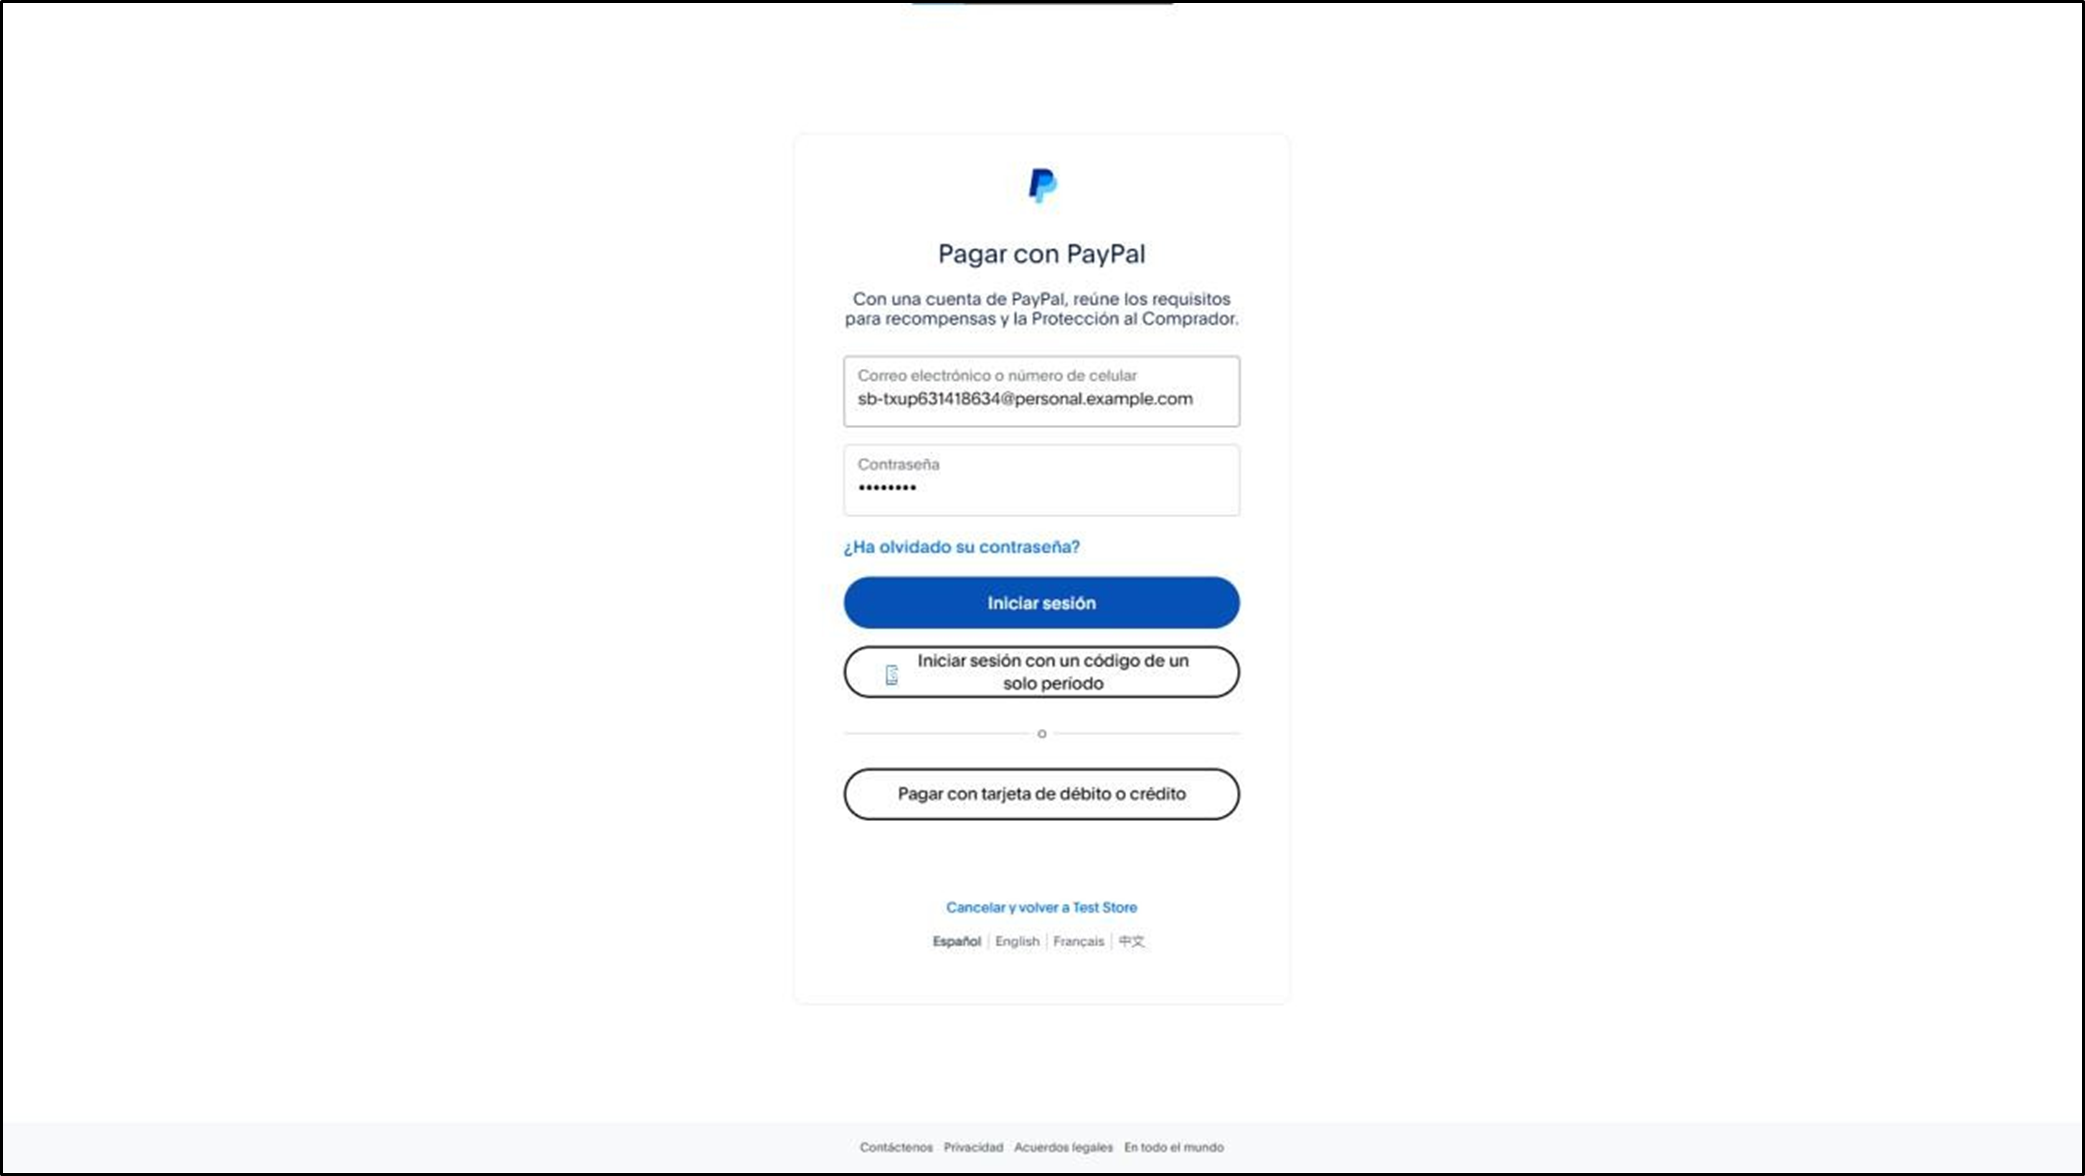 Pagar con PayPal
Con una cuenta de PayPal, reúne los requisitos
para recompensas y la Protección al Comprador.
Correo electrónico o número de celular
sb-txup631418634@personal.example.com
Contraseña
••••••••
¿Ha olvidado su contraseña?
Iniciar sesión
Iniciar sesión con un código de un
solo período
o
Pagar con tarjeta de débito o crédito
Cancelar y volver a Test Store
Español English Français 中文
Contáctenos Privacidad Acuerdos legales En todo el mundo